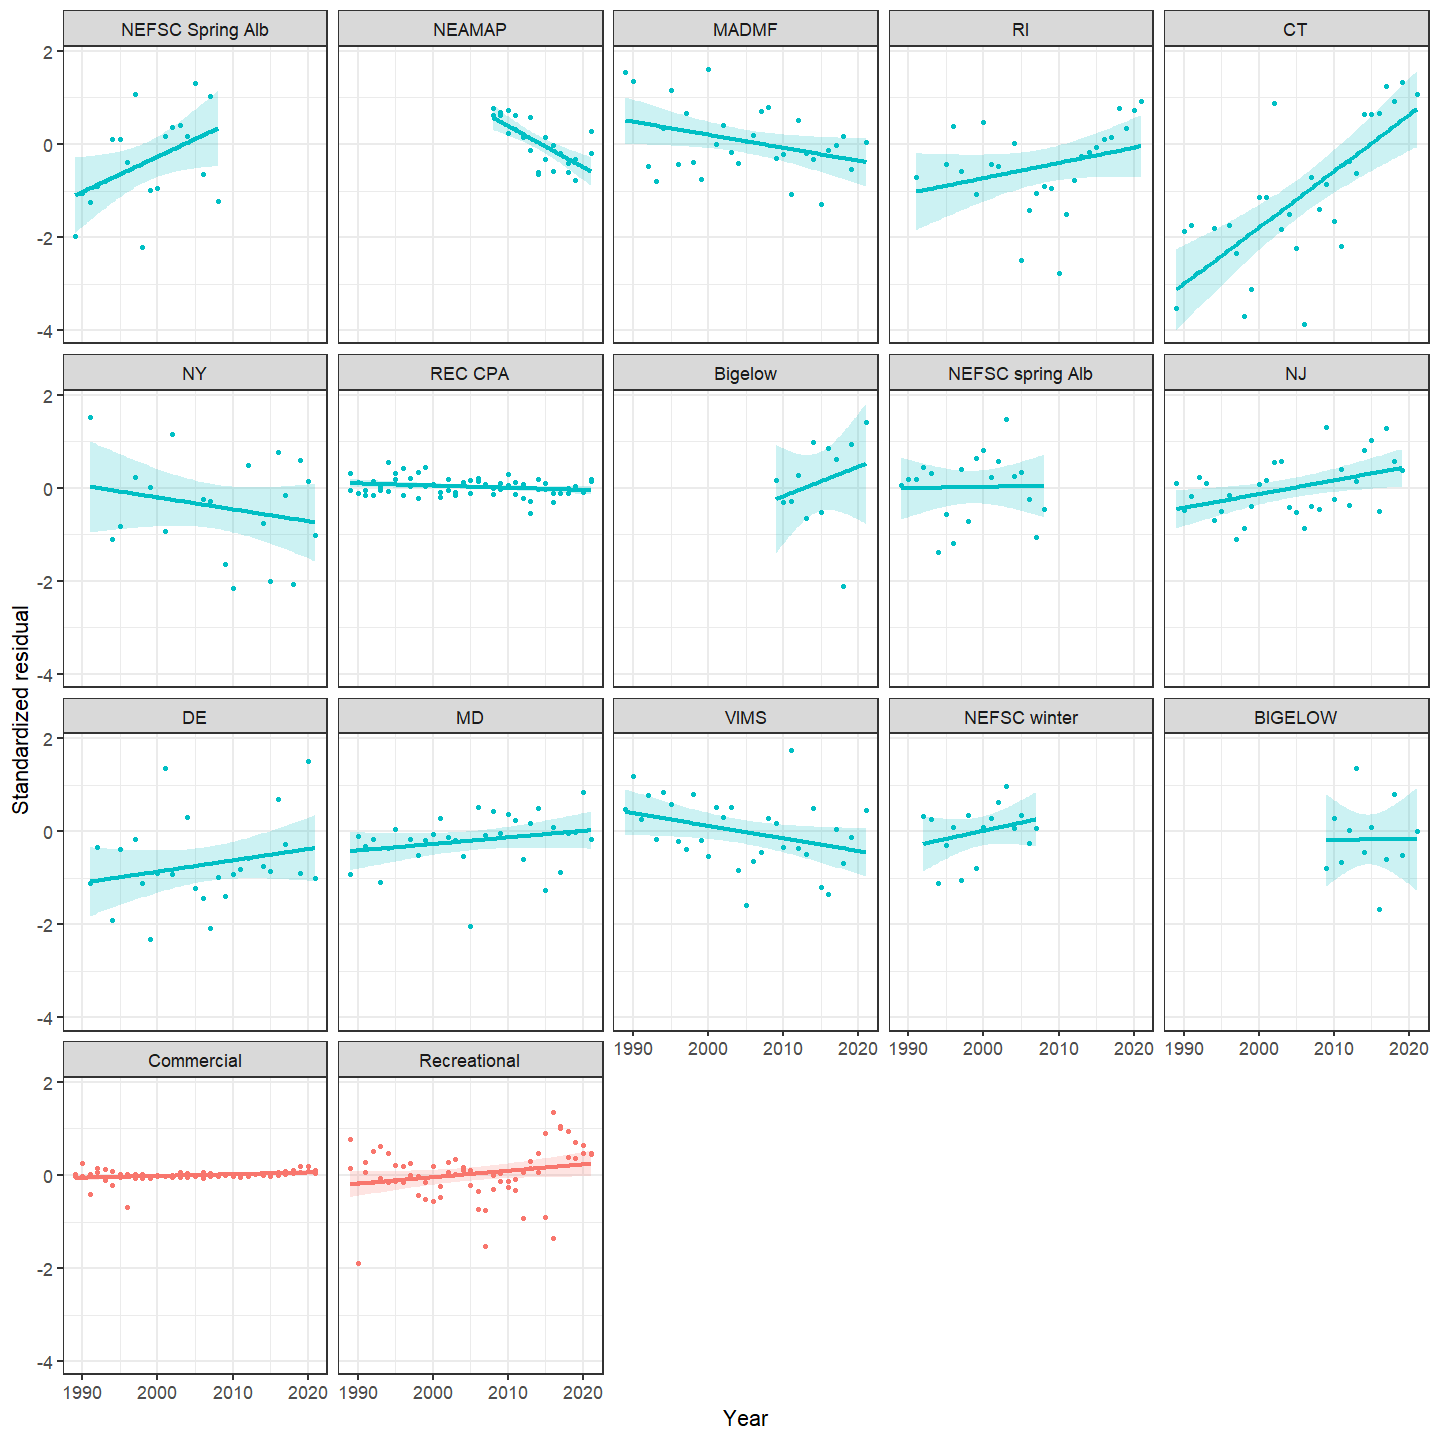 NEFSC Spring Alb NEAMAP MADMF RI CT
2
0
-2
-4
NY REC CPA Bigelow NEFSC spring Alb NJ
2
0
-2
-4
Standardized residual
DE MD VIMS NEFSC winter BIGELOW
2
0
-2
-4
1990 2000 2010 2020 1990 2000 2010 2020 1990 2000 2010 2020
Commercial Recreational
2
0
-2
-4
1990 2000 2010 2020 1990 2000 2010 2020
Year